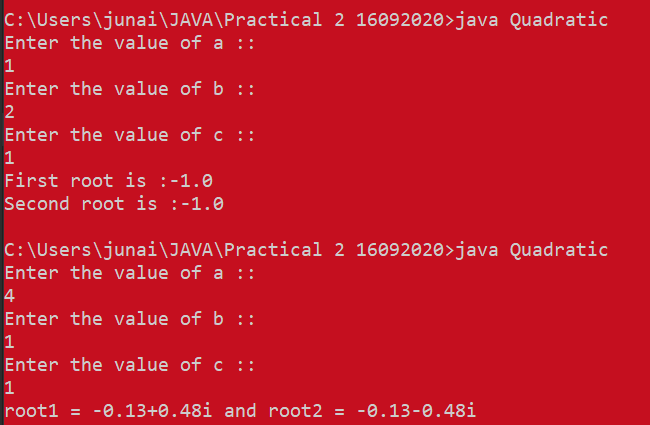 C:\Users\junai\JAVA\Practical 2 16092020>java Quadratic
Enter the value of a ::
1
Enter the value of b ::
2
Enter the value of c ::
1
First root is :-1.0
Second root is :-1.0
C:\Users\junai\JAVA\Practical 2 16092020>java Quadratic
Enter the value of a ::
4
Enter the value of b ::
1
Enter the value of c ::
1
root1 = -0.13+0.48i and root2 = -0.13-0.48i